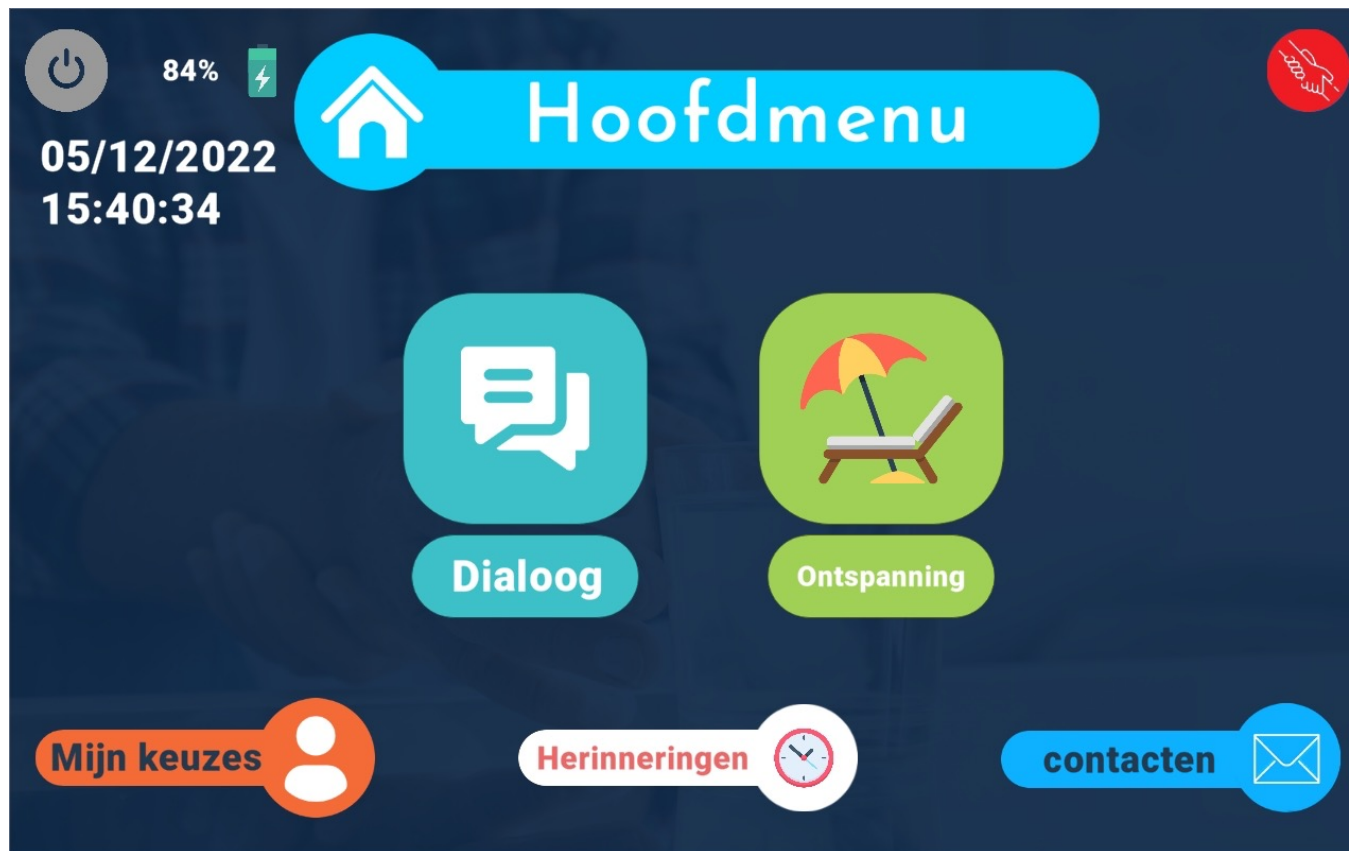 84%
Hoofdmenu
05/12/2022
15:40:34
Dialoog
Ontspanning
Mijn keuzes
Herinneringen
contacten